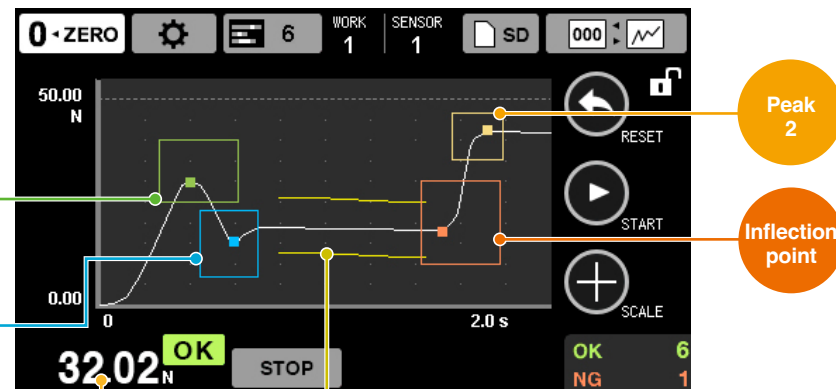 0 ZERO
6
WORK
1
SENSOR
1
SD
000
50.00
N
RESET
Peak
2
START
Inflection
point
0.00
SCALE
0
2.0 s
32.02 N
OK
STOP
OK 6
NG 1